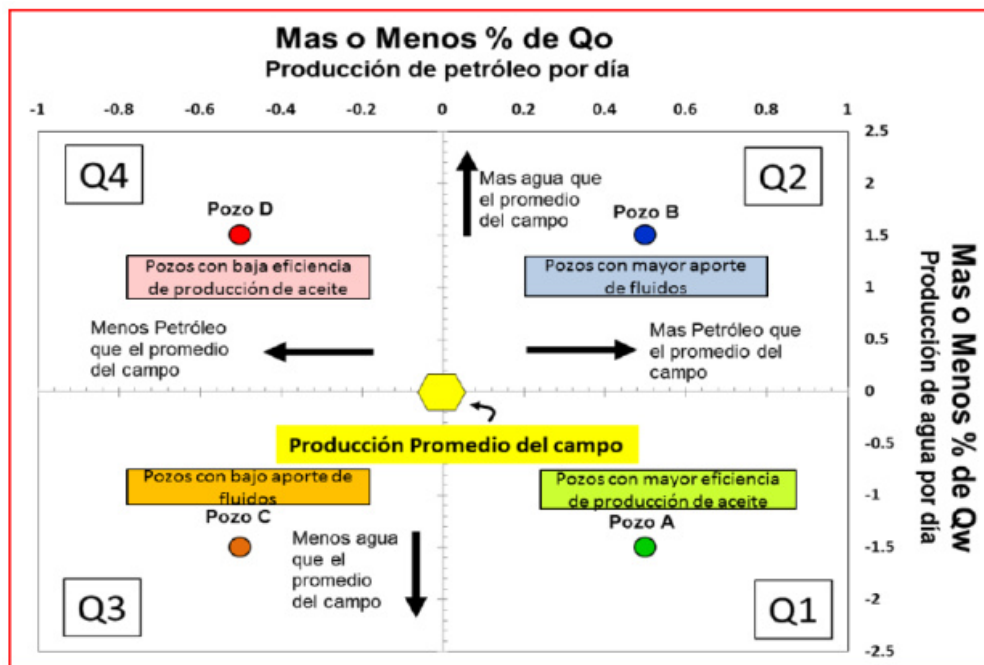 Mas o Menos % de Qo
Producción de petróleo por día
-1 -0.8 -0.6 -0.4 -0.2 0 0.2 0.4 0.6 0.8 1
2.5
2
1.5
1
0.5
0
-0.5
-1
-1.5
-2
-2.5
Mas o Menos % de Qw
Producción de agua por día
Q4
Pozo D
Pozos con baja eficiencia
de producción de aceite
Menos Petróleo
que el promedio
del campo
Q2
Mas agua que
el promedio
del campo
Pozo B
Pozos con mayor aporte
de fluidos
Mas Petróleo que
el promedio del
campo
Producción Promedio del campo
Pozos con bajo aporte de
fluidos
Pozo C
Menos agua
que el
promedio
del campo
Q3
Pozos con mayor eficiencia
de producción de aceite
Pozo A
Q1